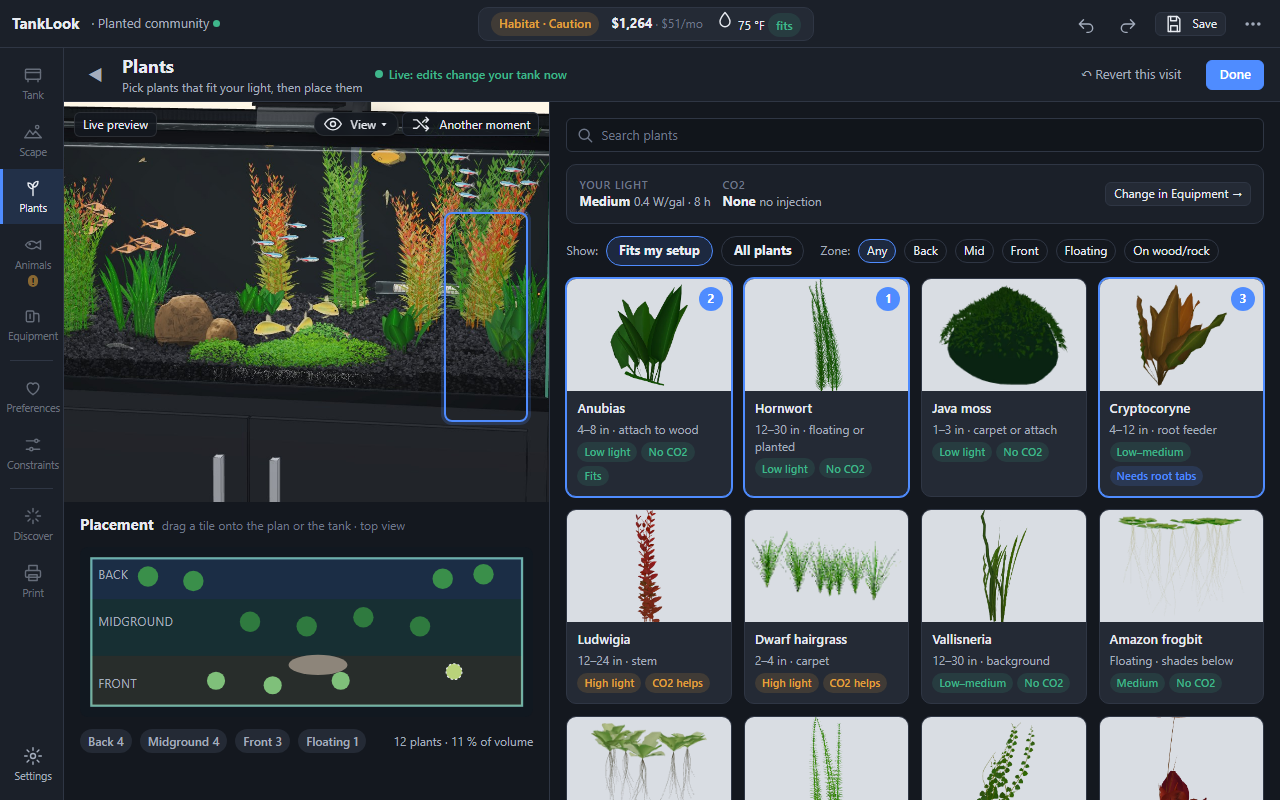 TankLook · Planted community
Habitat · Caution $1,264 · $51/mo 75 °F fits
Save
Tank
Scape
Plants
Animals
!
Equipment
Preferences
Constraints
Discover
Print
Settings
Plants
Pick plants that fit your light, then place them
Live: edits change your tank now
Revert this visit
Done
Live preview
View
Another moment
Placement drag a tile onto the plan or the tank · top view
BACK
MIDGROUND
FRONT
Back 4
Midground 4
Front 3
Floating 1
12 plants · 11 % of volume
Search plants
YOUR LIGHT
Medium 0.4 W/gal · 8 h
CO2
None no injection
Change in Equipment →
Show: Fits my setup All plants Zone: Any Back Mid Front Floating On wood/rock
2
Anubias
4–8 in · attach to wood
Low light No CO2
Fits
1
Hornwort
12–30 in · floating or
planted
Low light No CO2
Java moss
1–3 in · carpet or attach
Low light No CO2
3
Cryptocoryne
4–12 in · root feeder
Low–medium
Needs root tabs
Ludwigia
12–24 in · stem
High light CO2 helps
Dwarf hairgrass
2–4 in · carpet
High light CO2 helps
Vallisneria
12–30 in · background
Low–medium No CO2
Amazon frogbit
Floating · shades below
Medium No CO2